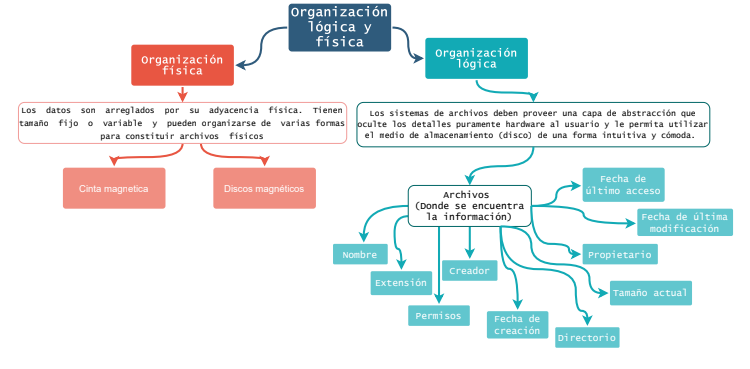 Organización
lógica y
física
Organización
física
Organización
lógica
Los datos son arreglados por su adyacencia física. Tienen
tamaño fijo o variable y pueden organizarse de varias formas
para constituir archivos físicos
Los sistemas de archivos deben proveer una capa de abstracción que
oculte los detalles puramente hardware al usuario y le permita utilizar
el medio de almacenamiento (disco) de una forma intuitiva y cómoda.
Cinta magnetica
Discos magnéticos
Archivos
(Donde se encuentra
la información)
Fecha de
último acceso
Fecha de última
modificación
Nombre
Propietario
Creador
Extensión
Tamaño actual
Permisos
Fecha de
creación
Directorio